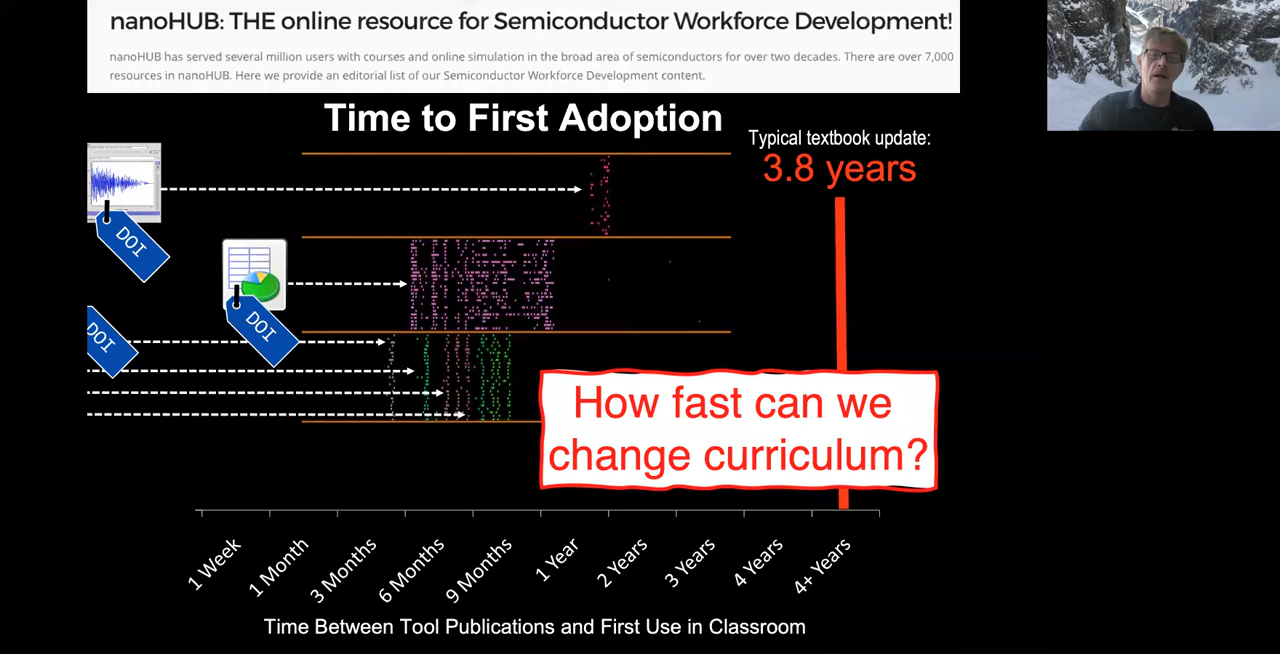 nanoHUB: THE online resource for Semiconductor Workforce Development!
nanoHUB has served several million users with courses and online simulation in the broad area of semiconductors for over two decades. There are over 7,000
resources in nanoHUB. Here we provide an editorial list of our Semiconductor Workforce Development content.
Time to First Adoption
Typical textbook update:
3.8 years
DOI
DOI
DOI
How fast can we
change curriculum?
1 Week
1 Month
3 Months
6 Months
9 Months
1 Year
2 Years
3 Years
4 Years
4+ Years
Time Between Tool Publications and First Use in Classroom